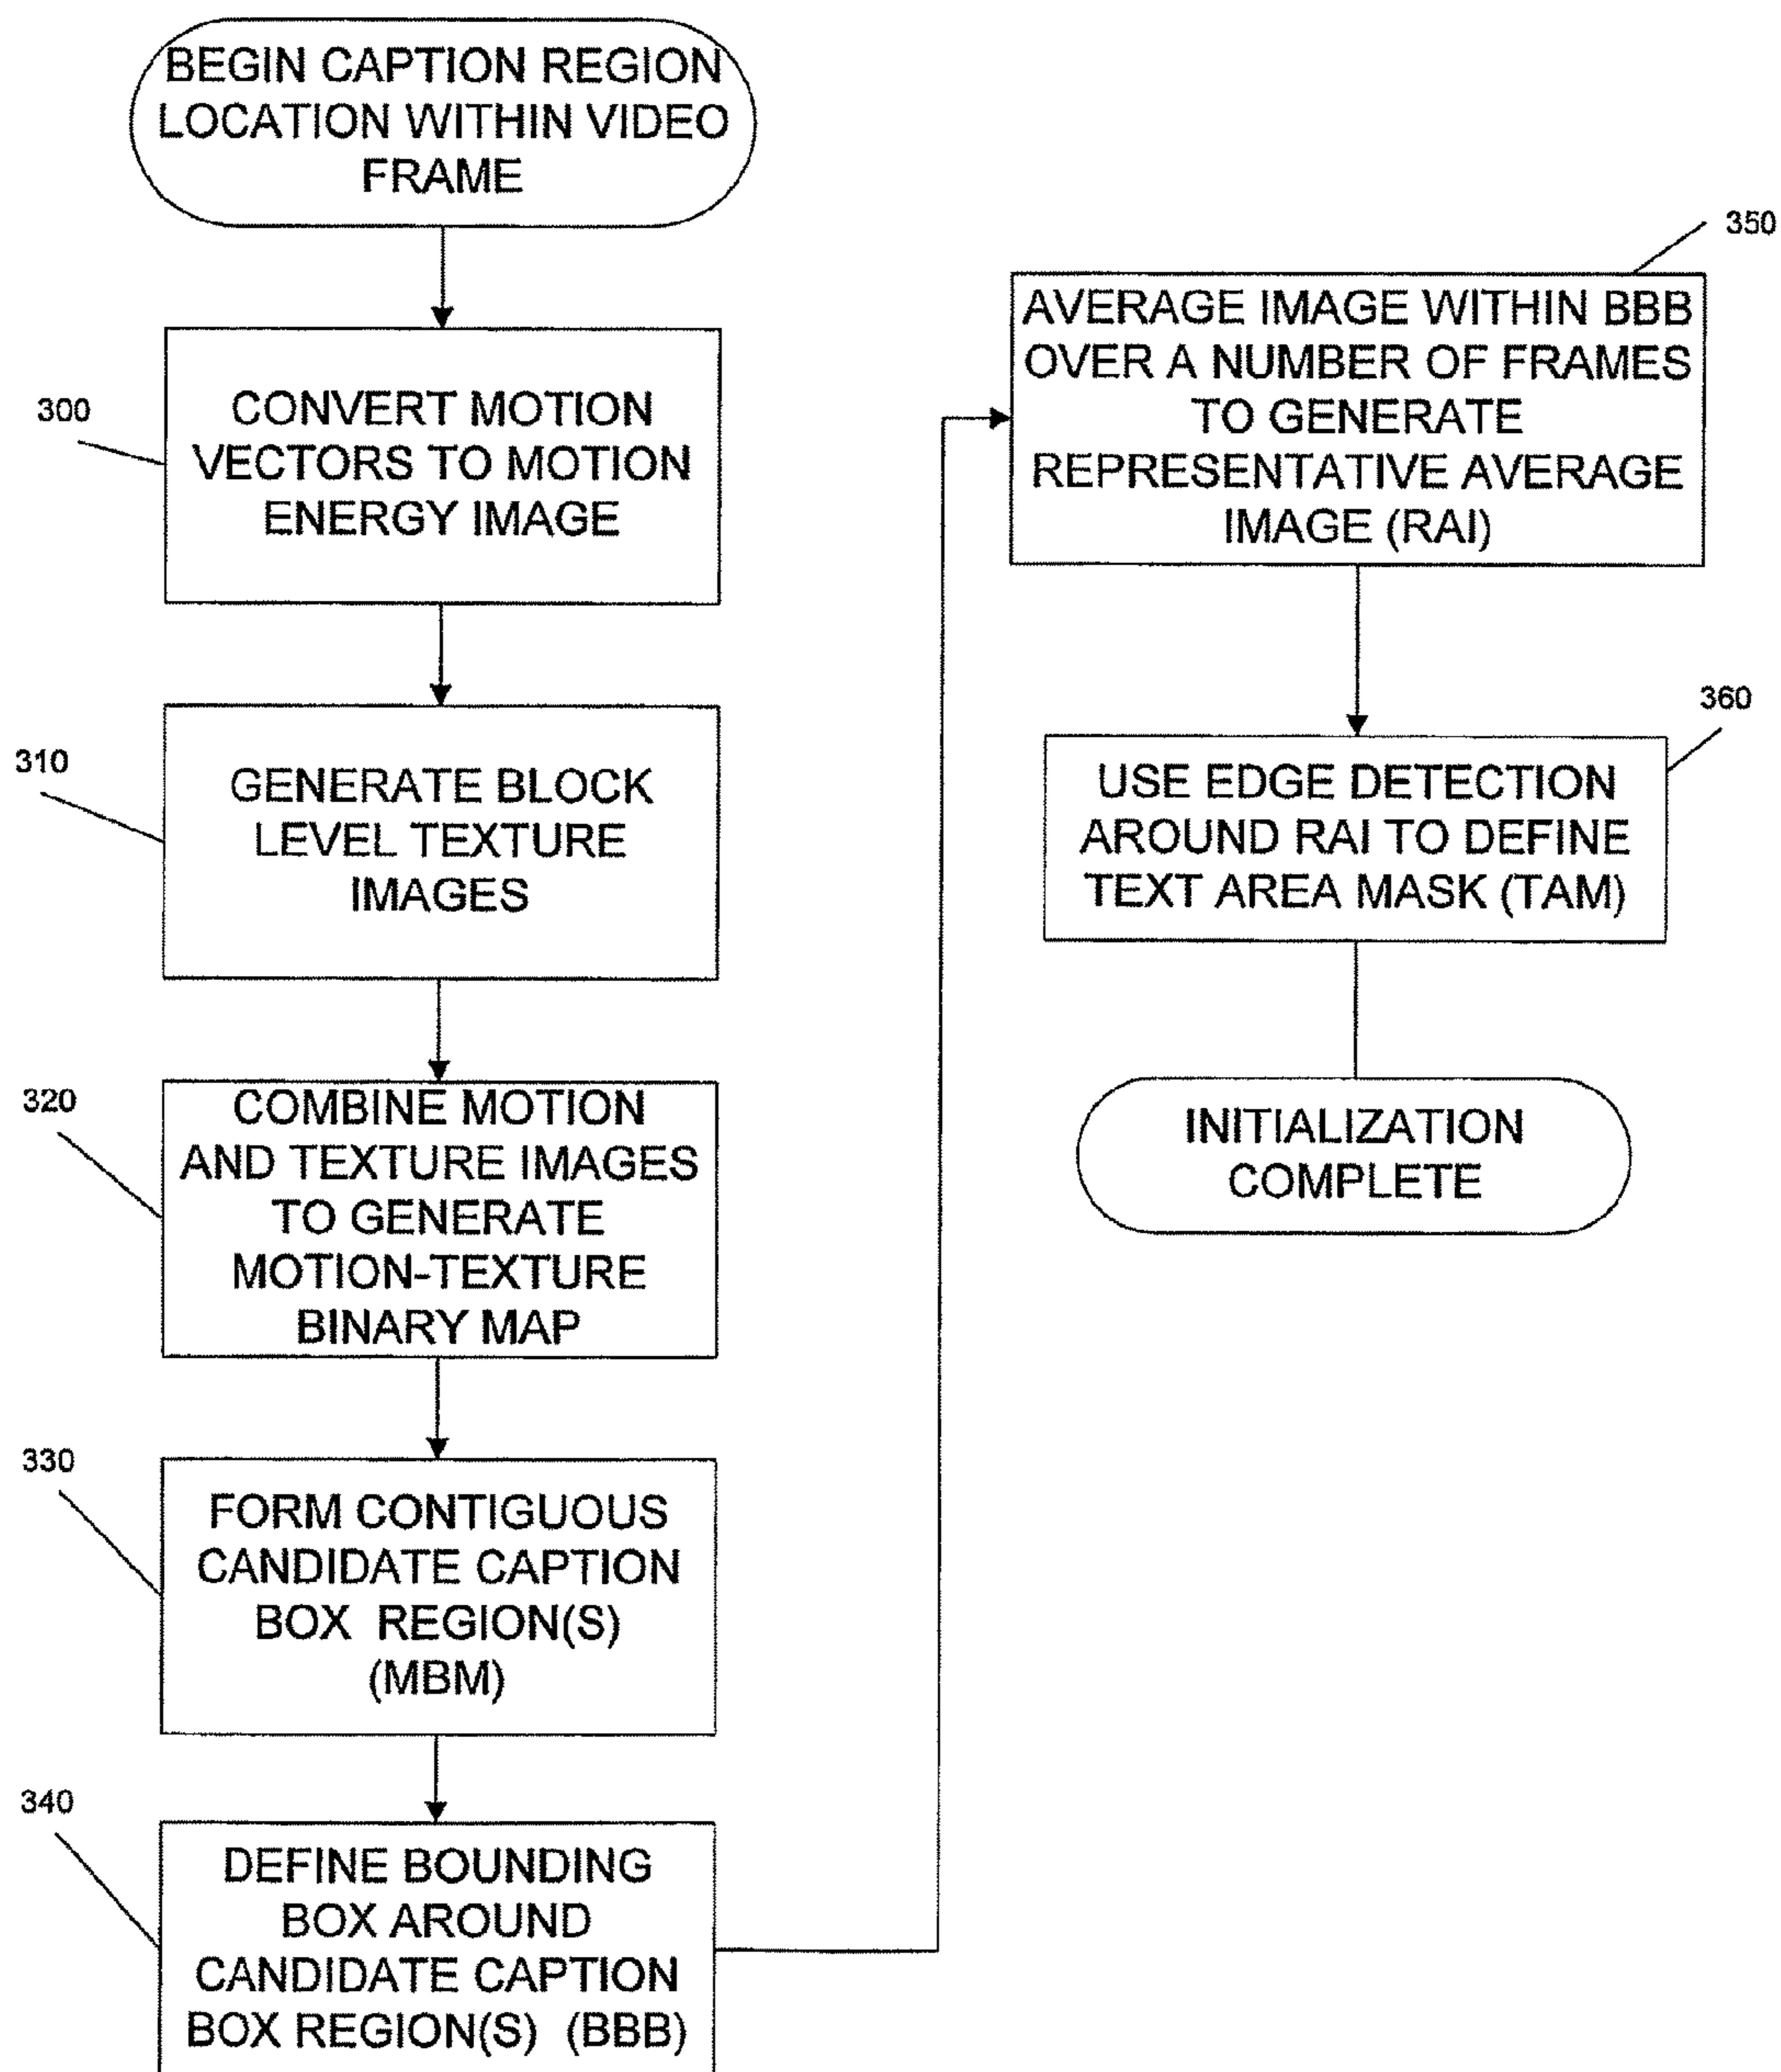 BEGIN CAPTION REGION
LOCATION WITHIN VIDEO
FRAME
300
CONVERT MOTION
VECTORS TO MOTION
ENERGY IMAGE
310
GENERATE BLOCK
LEVEL TEXTURE
IMAGES
320
COMBINE MOTION
AND TEXTURE IMAGES
TO GENERATE
MOTION-TEXTURE
BINARY MAP
330
FORM CONTIGUOUS
CANDIDATE CAPTION
BOX REGION(S)
(MBM)
340
DEFINE BOUNDING
BOX AROUND
CANDIDATE CAPTION
BOX REGION(S) (BBB)
350
AVERAGE IMAGE WITHIN BBB
OVER A NUMBER OF FRAMES
TO GENERATE
REPRESENTATIVE AVERAGE
IMAGE (RAI)
360
USE EDGE DETECTION
AROUND RAI TO DEFINE
TEXT AREA MASK (TAM)
INITIALIZATION
COMPLETE